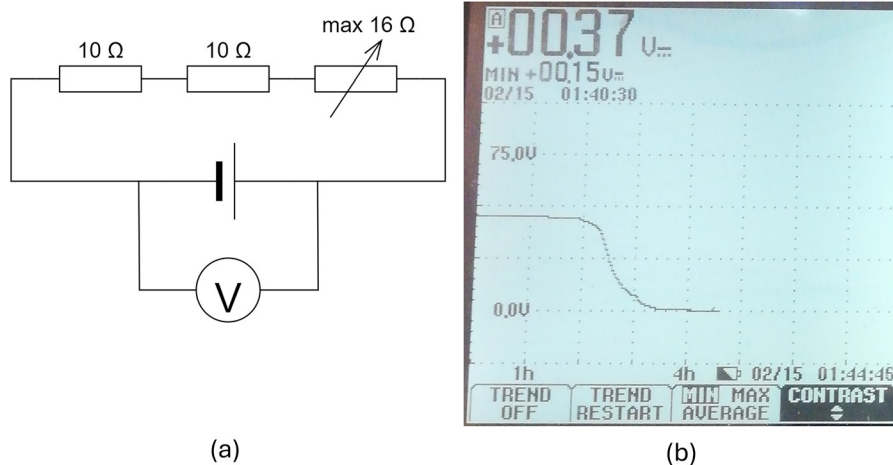 max 16 Ω
10 Ω 10 Ω
V
(a)
A
+00.37 V
MIN +00.15V
02/15 01:40:30
75.0V
0.0V
1h 4h 02/15 01:44:45
TREND OFF
TREND RESTART
MIN MAX AVERAGE
CONTRAST
(b)